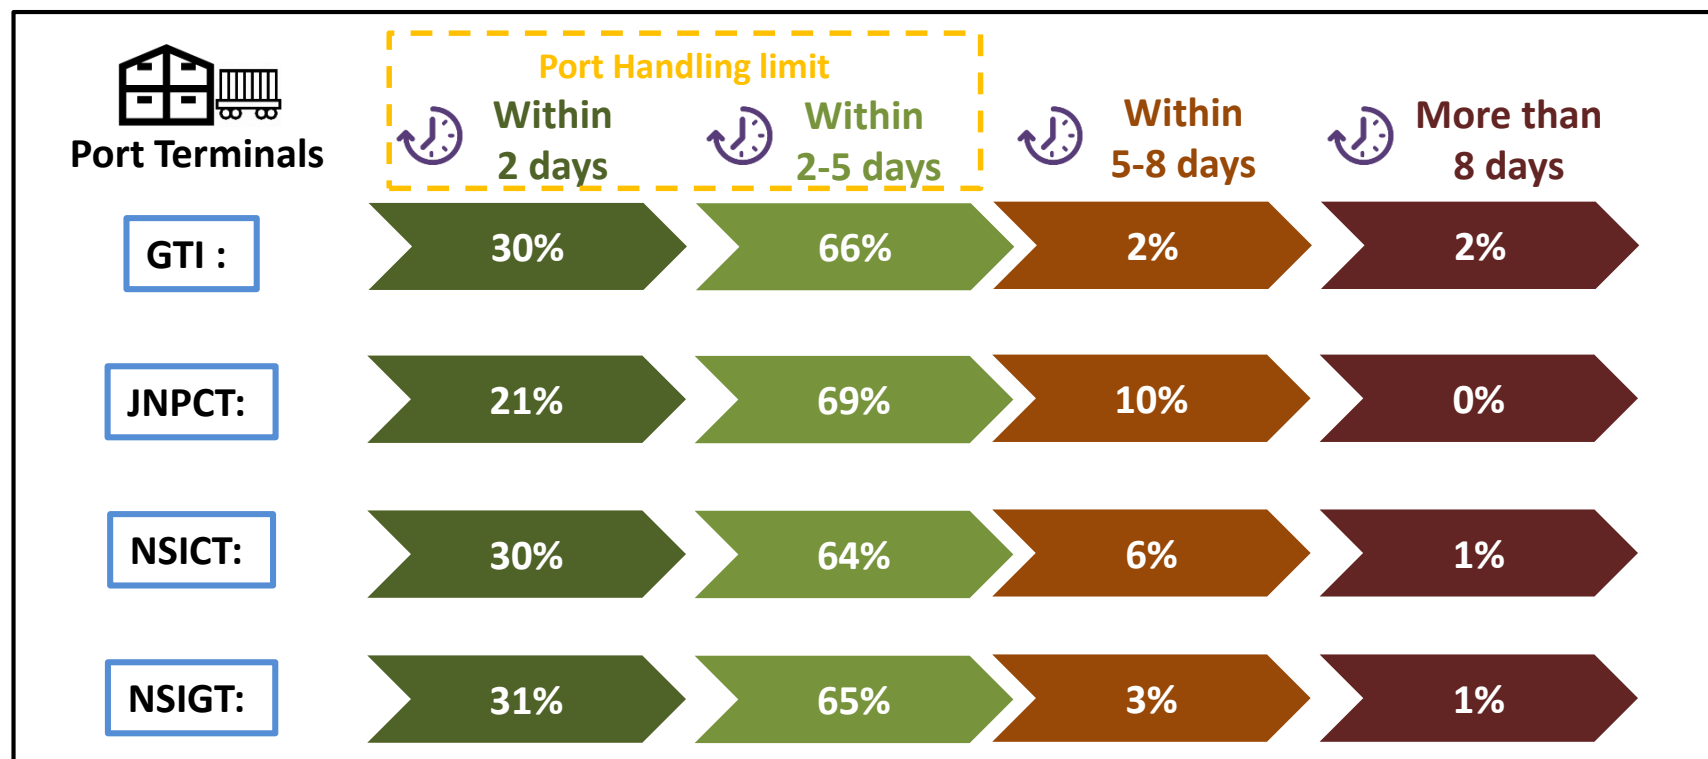 Port Handling limit
Within
2 days
Within
2-5 days
Within
5-8 days
More than
8 days
Port Terminals
GTI :
30%
66%
2%
2%
JNPCT:
21%
69%
10%
0%
NSICT:
30%
64%
6%
1%
NSIGT:
31%
65%
3%
1%